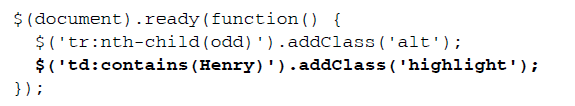 $(document).ready(function() {
  $('tr:nth-child(odd)').addClass('alt');
  $('td:contains(Henry)').addClass('highlight');
});